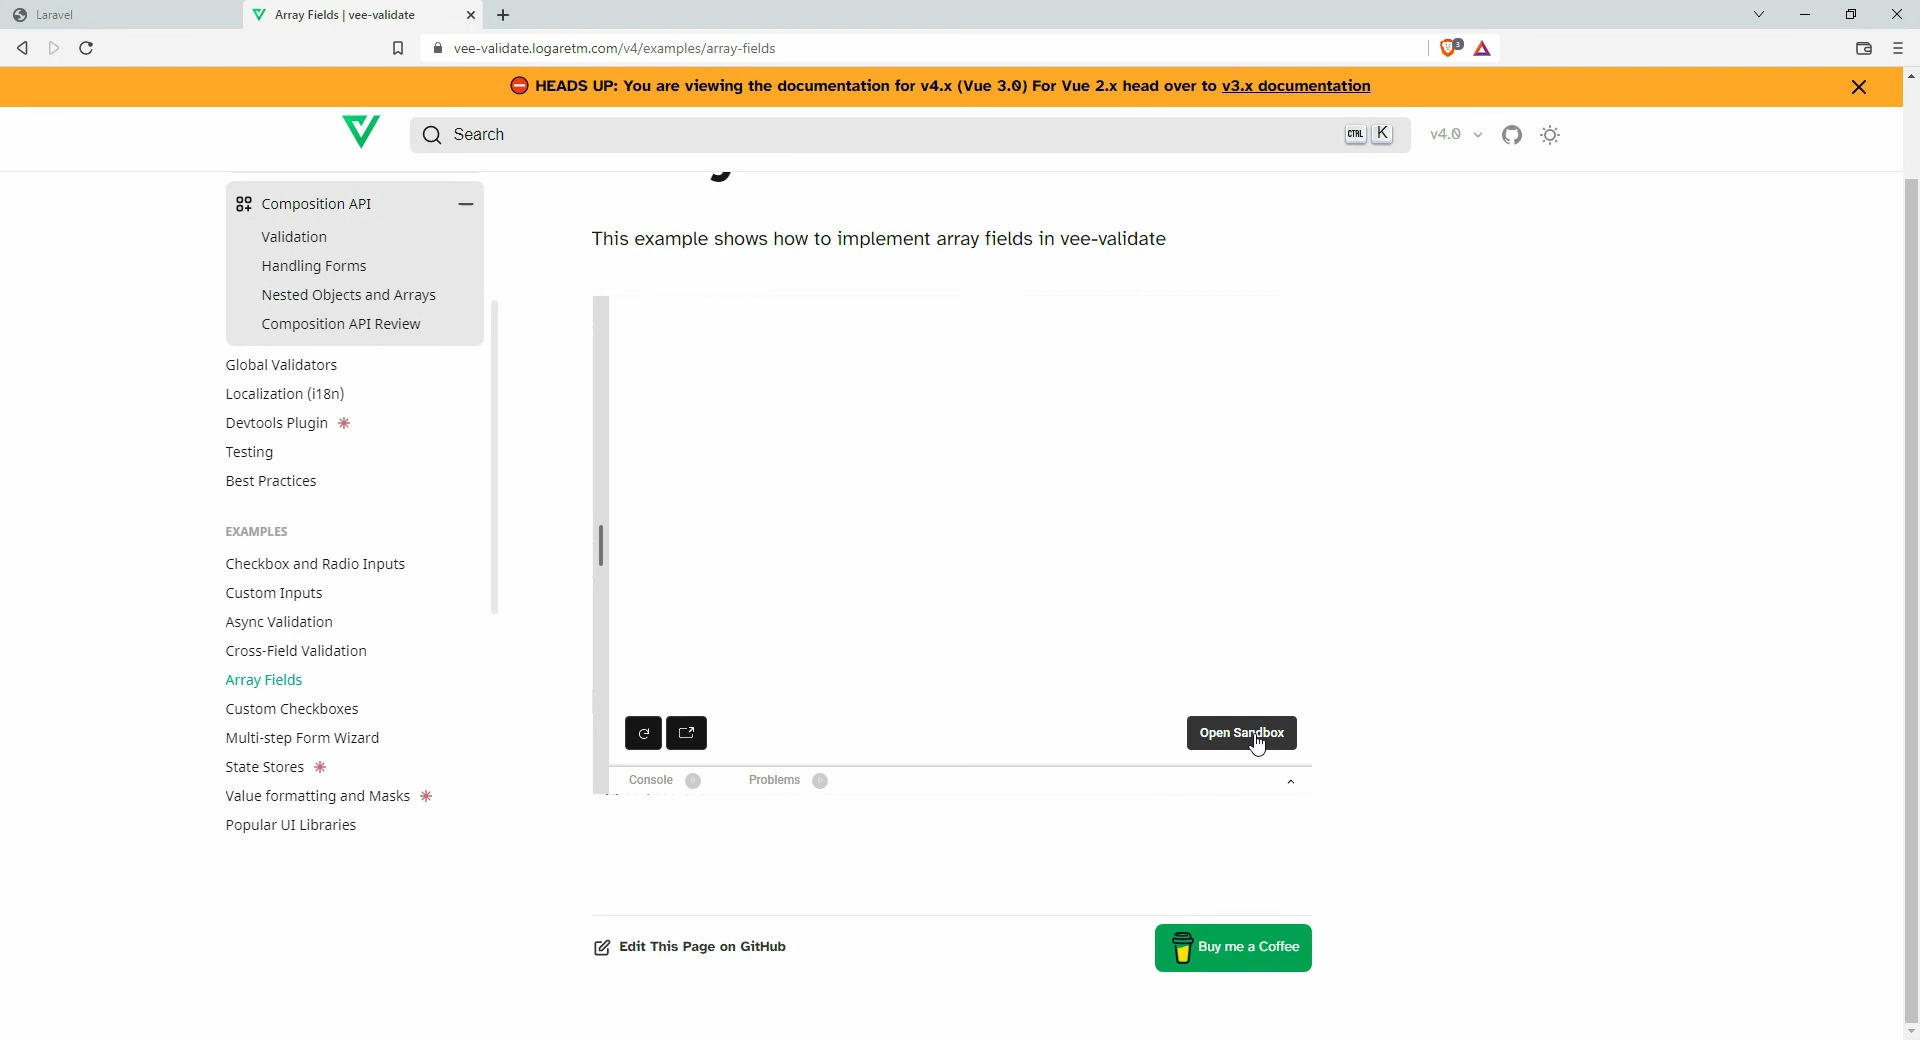 Laravel
Array Fields | vee-validate
vee-validate.logaretm.com/v4/examples/array-fields
3
HEADS UP: You are viewing the documentation for v4.x (Vue 3.0) For Vue 2.x head over to v3.x documentation
Search
CTRL K
v4.0
Composition API
Validation
Handling Forms
Nested Objects and Arrays
Composition API Review
Global Validators
Localization (i18n)
Devtools Plugin
Testing
Best Practices
EXAMPLES
Checkbox and Radio Inputs
Custom Inputs
Async Validation
Cross-Field Validation
Array Fields
Custom Checkboxes
Multi-step Form Wizard
State Stores
Value formatting and Masks
Popular UI Libraries
This example shows how to implement array fields in vee-validate
Open Sandbox
Console 0
Problems 0
Edit This Page on GitHub
Buy me a Coffee